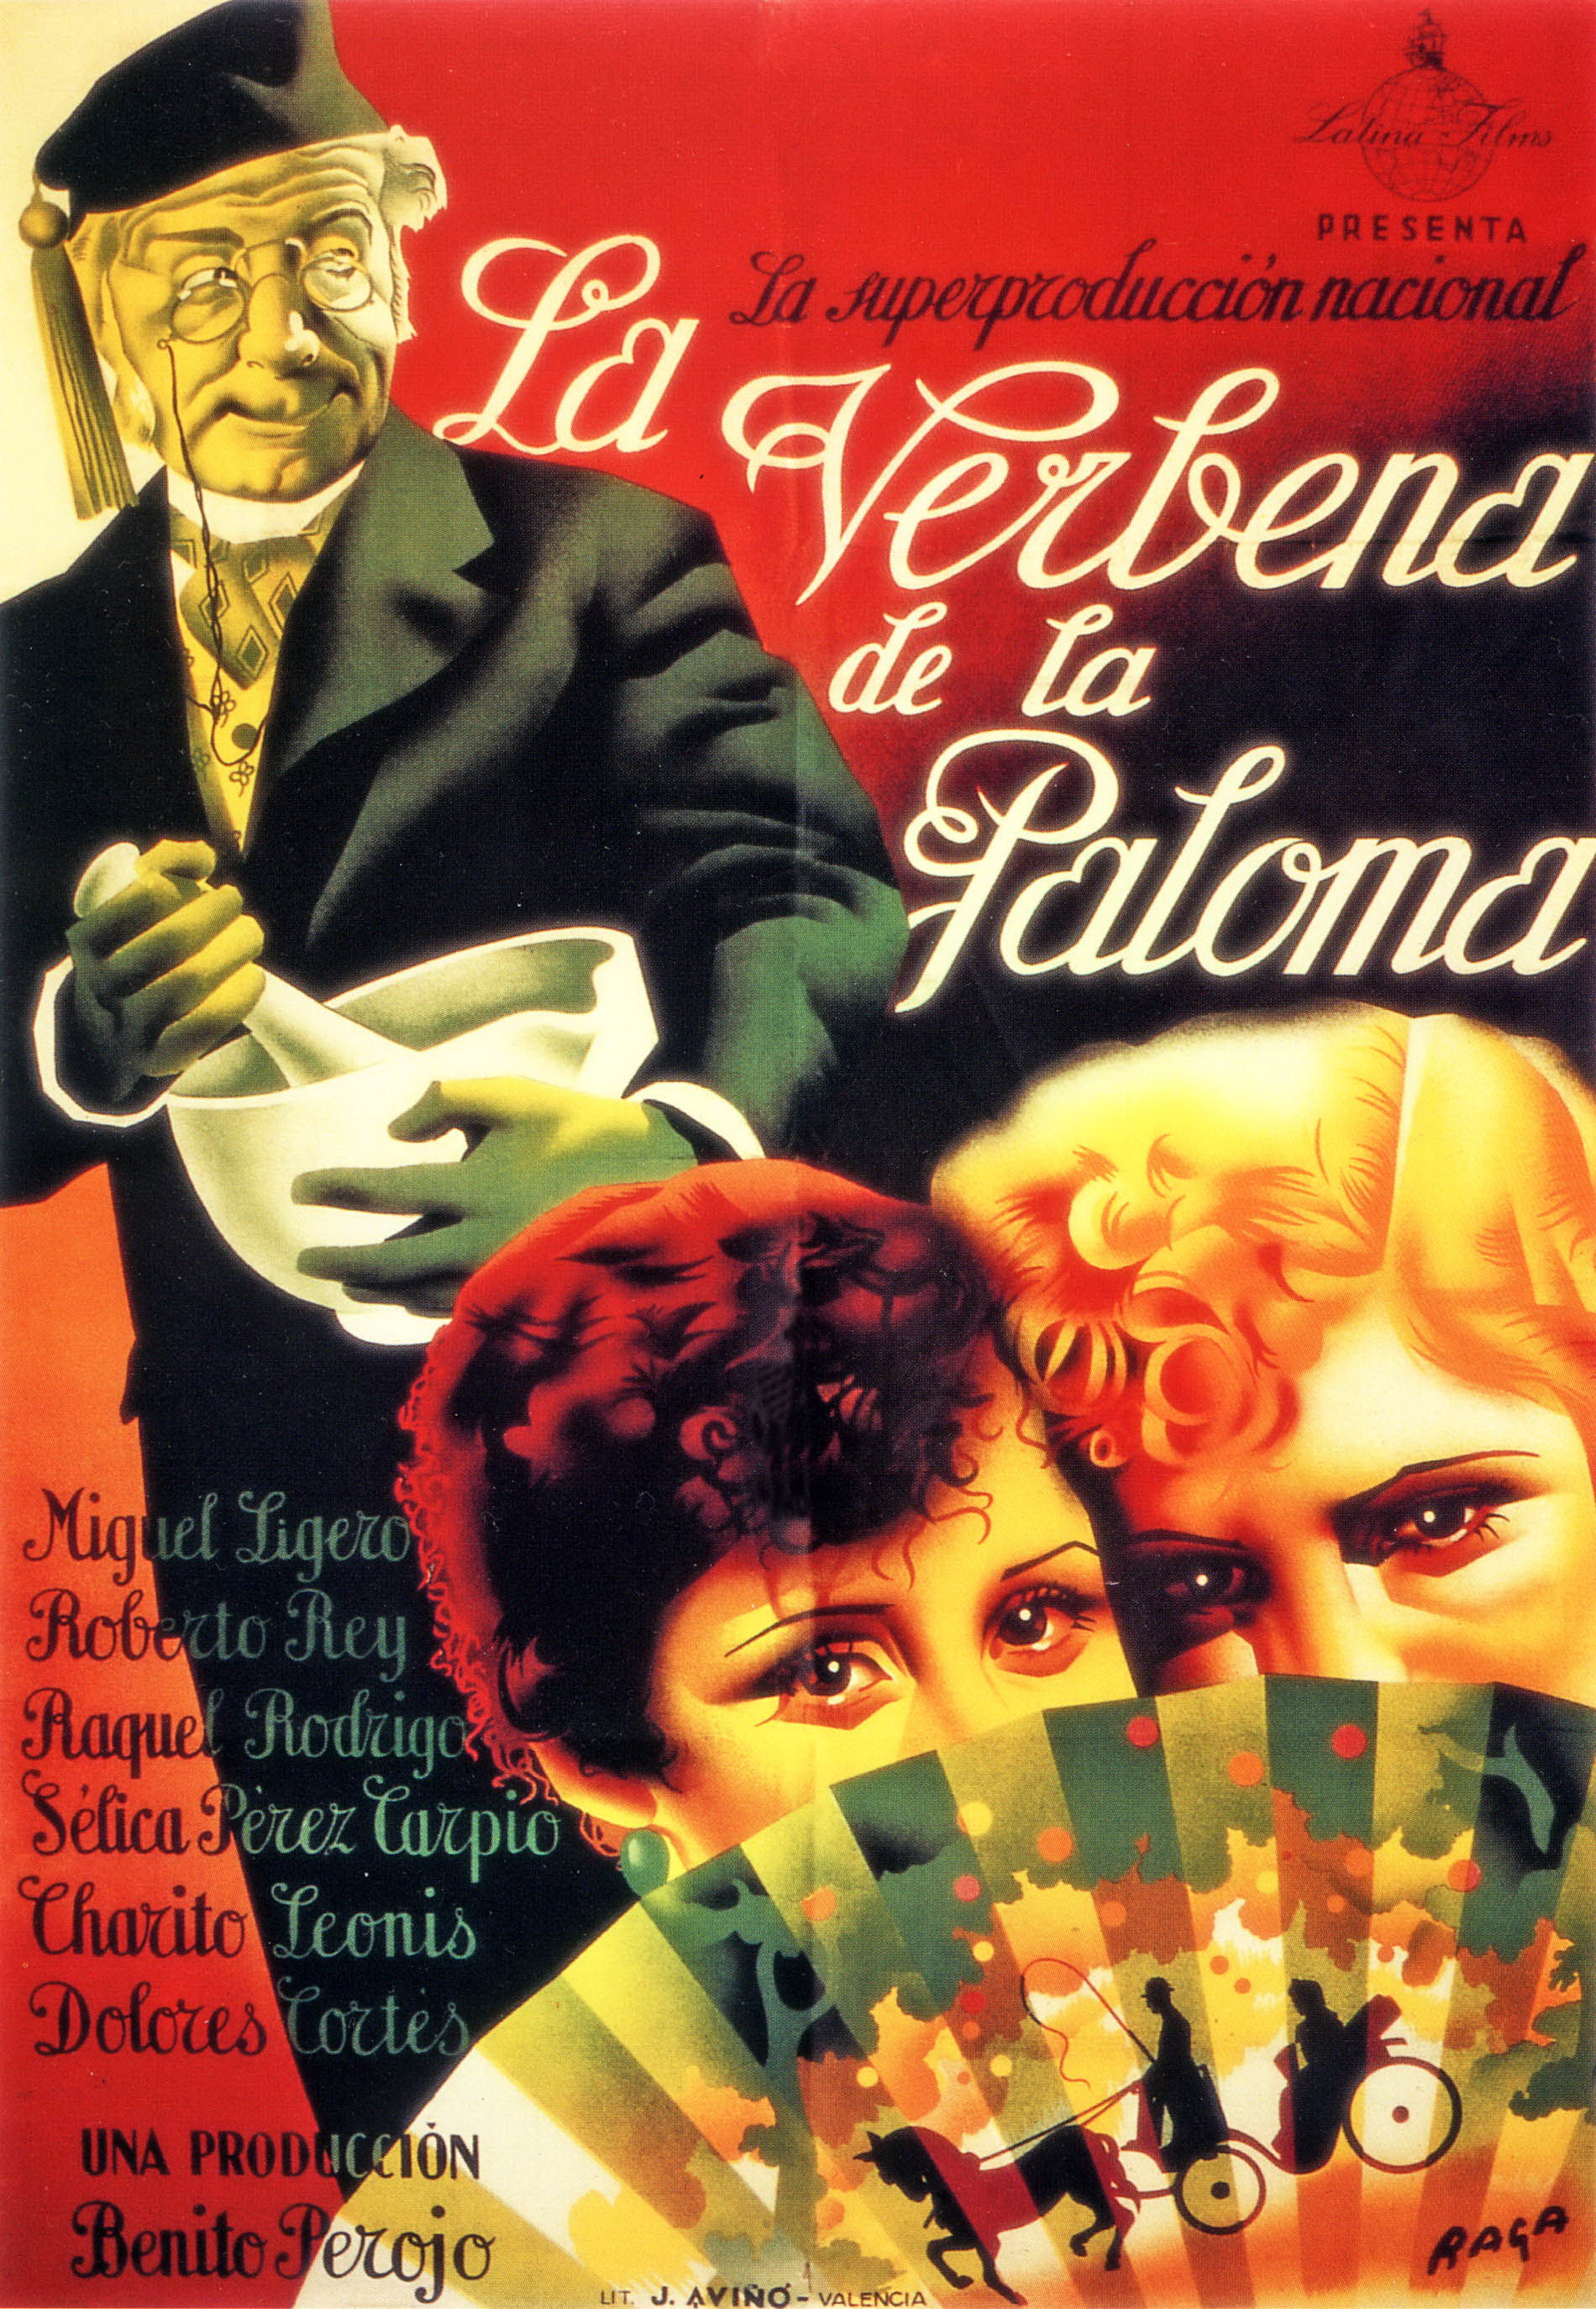 Latina Films
PRESENTA
La superproducción nacional
La
Verbena
de la
Paloma
Miguel Ligero
Roberto Rey
Raquel Rodrigo
Sélica Pérez Carpio
Charito Leonis
Dolores Cortés
UNA PRODUCCIÓN
Benito Perojo
LIT. J. AVIÑÓ - VALENCIA
RAGA